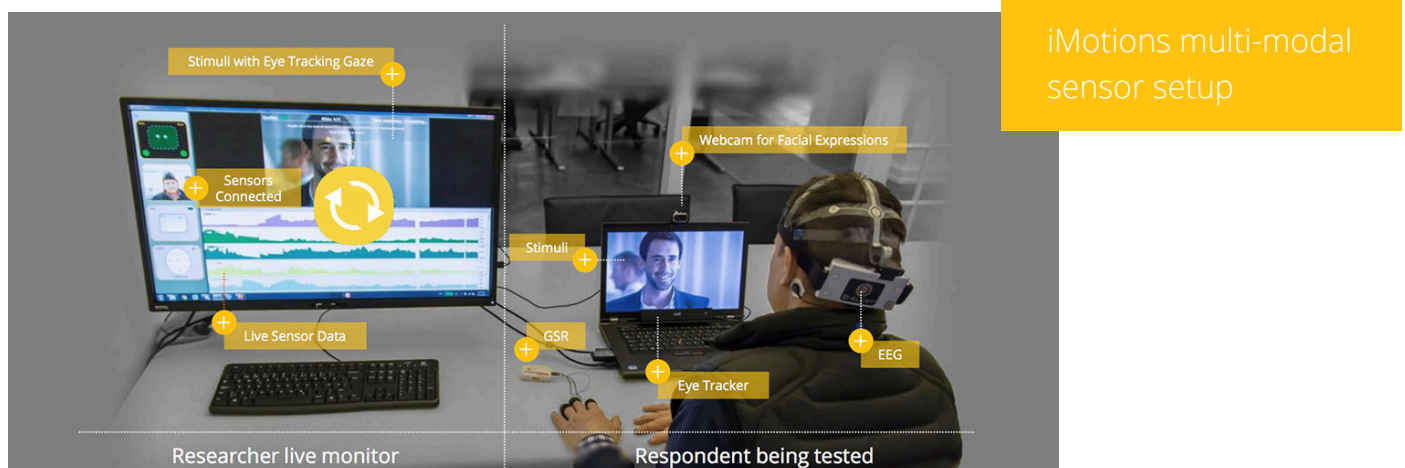 iMotions multi-modal
sensor setup
Stimuli with Eye Tracking Gaze
Sensors
Connected
Live Sensor Data
Webcam for Facial Expressions
Stimuli
GSR
Eye Tracker
EEG
Researcher live monitor
Respondent being tested